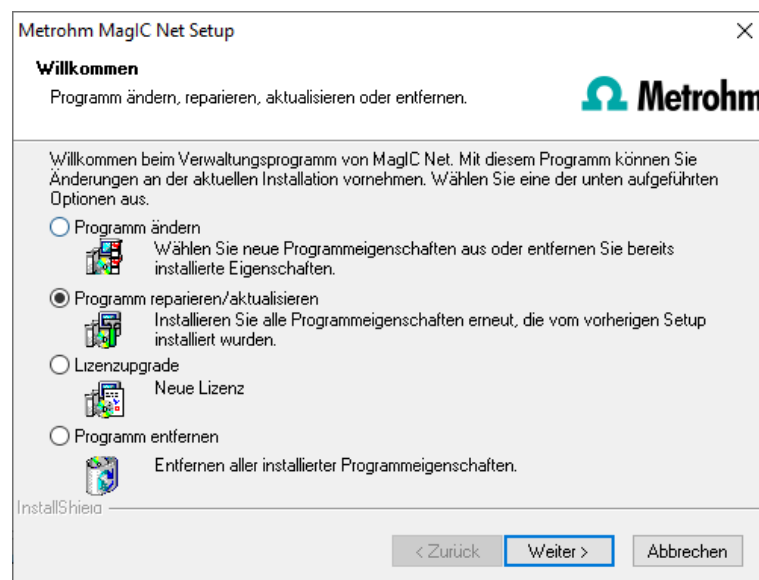 Metrohm MagIC Net Setup
Willkommen
Programm ändern, reparieren, aktualisieren oder entfernen.
Metrohm
Willkommen beim Verwaltungsprogramm von MagIC Net. Mit diesem Programm können Sie
Änderungen an der aktuellen Installation vornehmen. Wählen Sie eine der unten aufgeführten
Optionen aus.
Programm ändern
Wählen Sie neue Programmeigenschaften aus oder entfernen Sie bereits
installierte Eigenschaften.
Programm reparieren/aktualisieren
Installieren Sie alle Programmeigenschaften erneut, die vom vorherigen Setup
installiert wurden.
Lizenzupgrade
Neue Lizenz
Programm entfernen
Entfernen aller installierter Programmeigenschaften.
InstallShield
< Zurück
Weiter >
Abbrechen